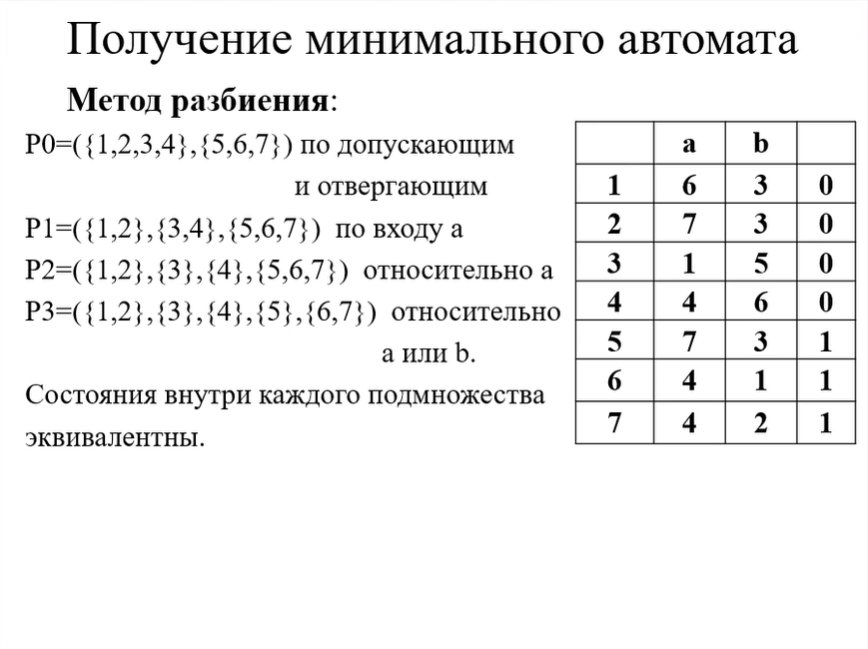 Получение минимального автомата
Метод разбиения:
P0=({1,2,3,4},{5,6,7}) по допускающим
и отвергающим
P1=({1,2},{3,4},{5,6,7}) по входу a
P2=({1,2},{3},{4},{5,6,7}) относительно a
P3=({1,2},{3},{4},{5},{6,7}) относительно
a или b.
Состояния внутри каждого подмножества
эквивалентны.
a b
1 6 3 0
2 7 3 0
3 1 5 0
4 4 6 0
5 7 3 1
6 4 1 1
7 4 2 1